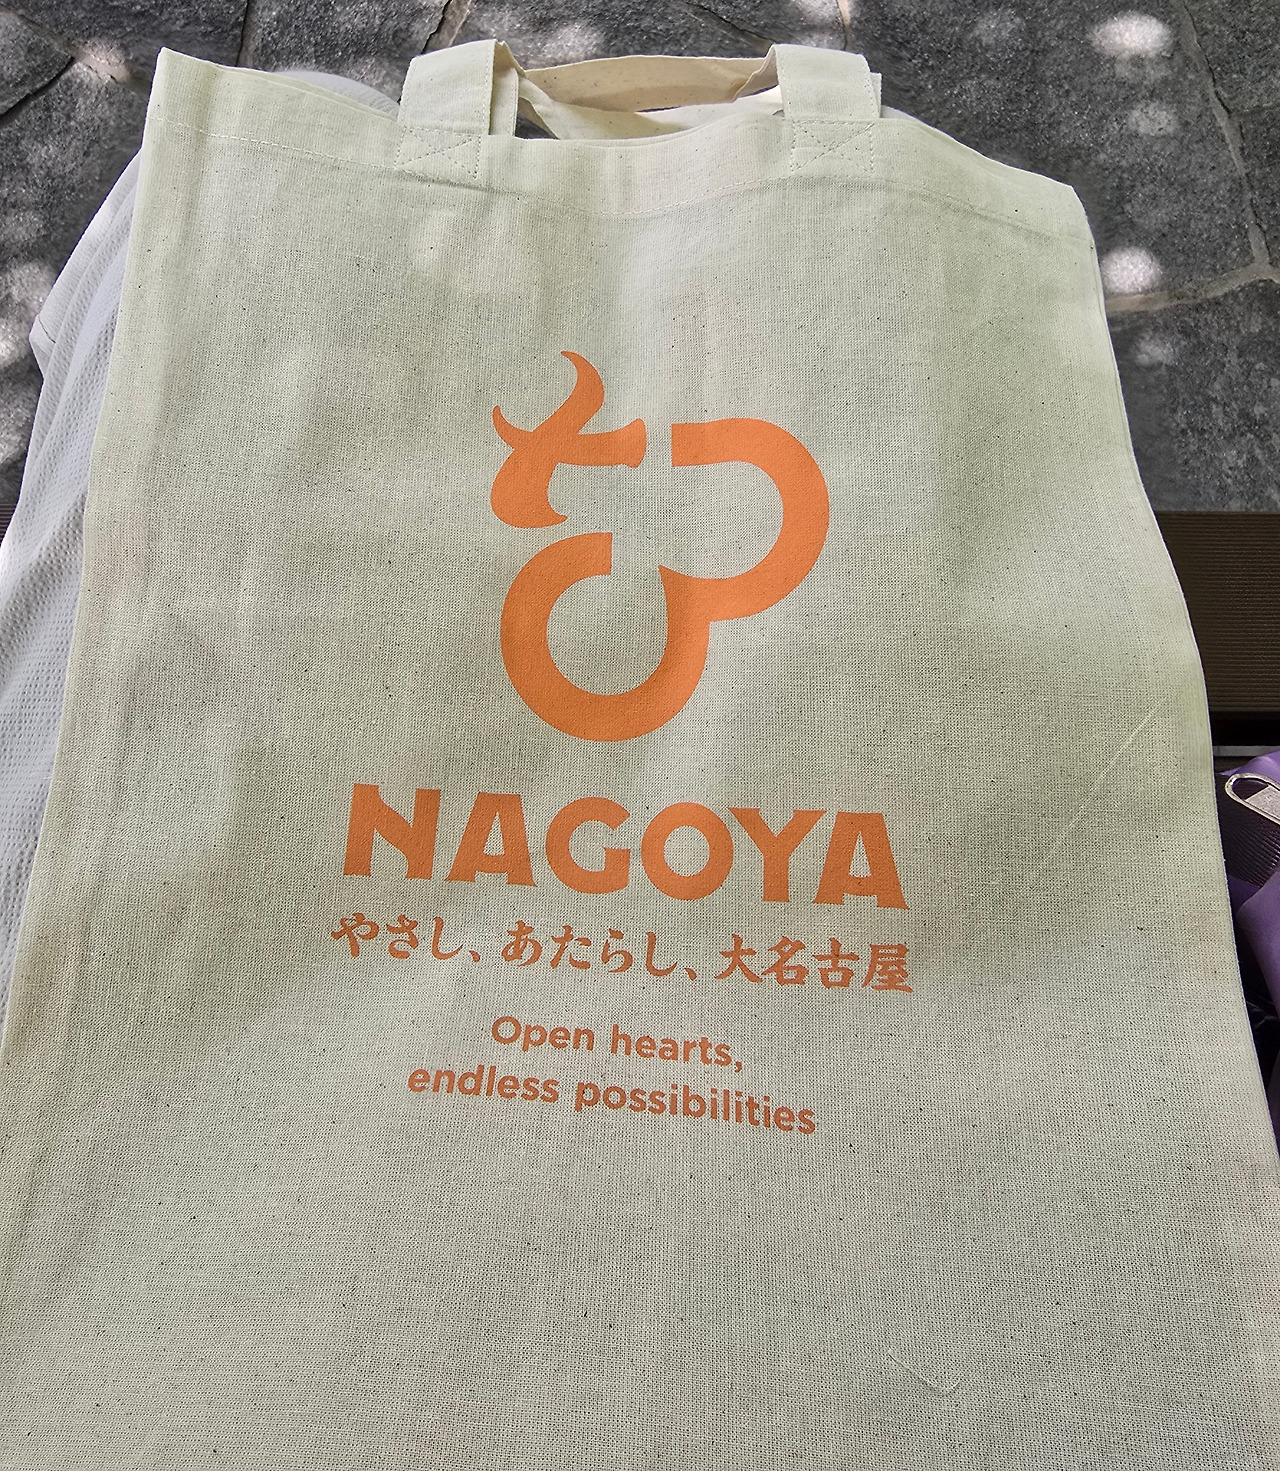 NAGOYA
やさし、あたらし、大名古屋
Open hearts,
endless possibilities